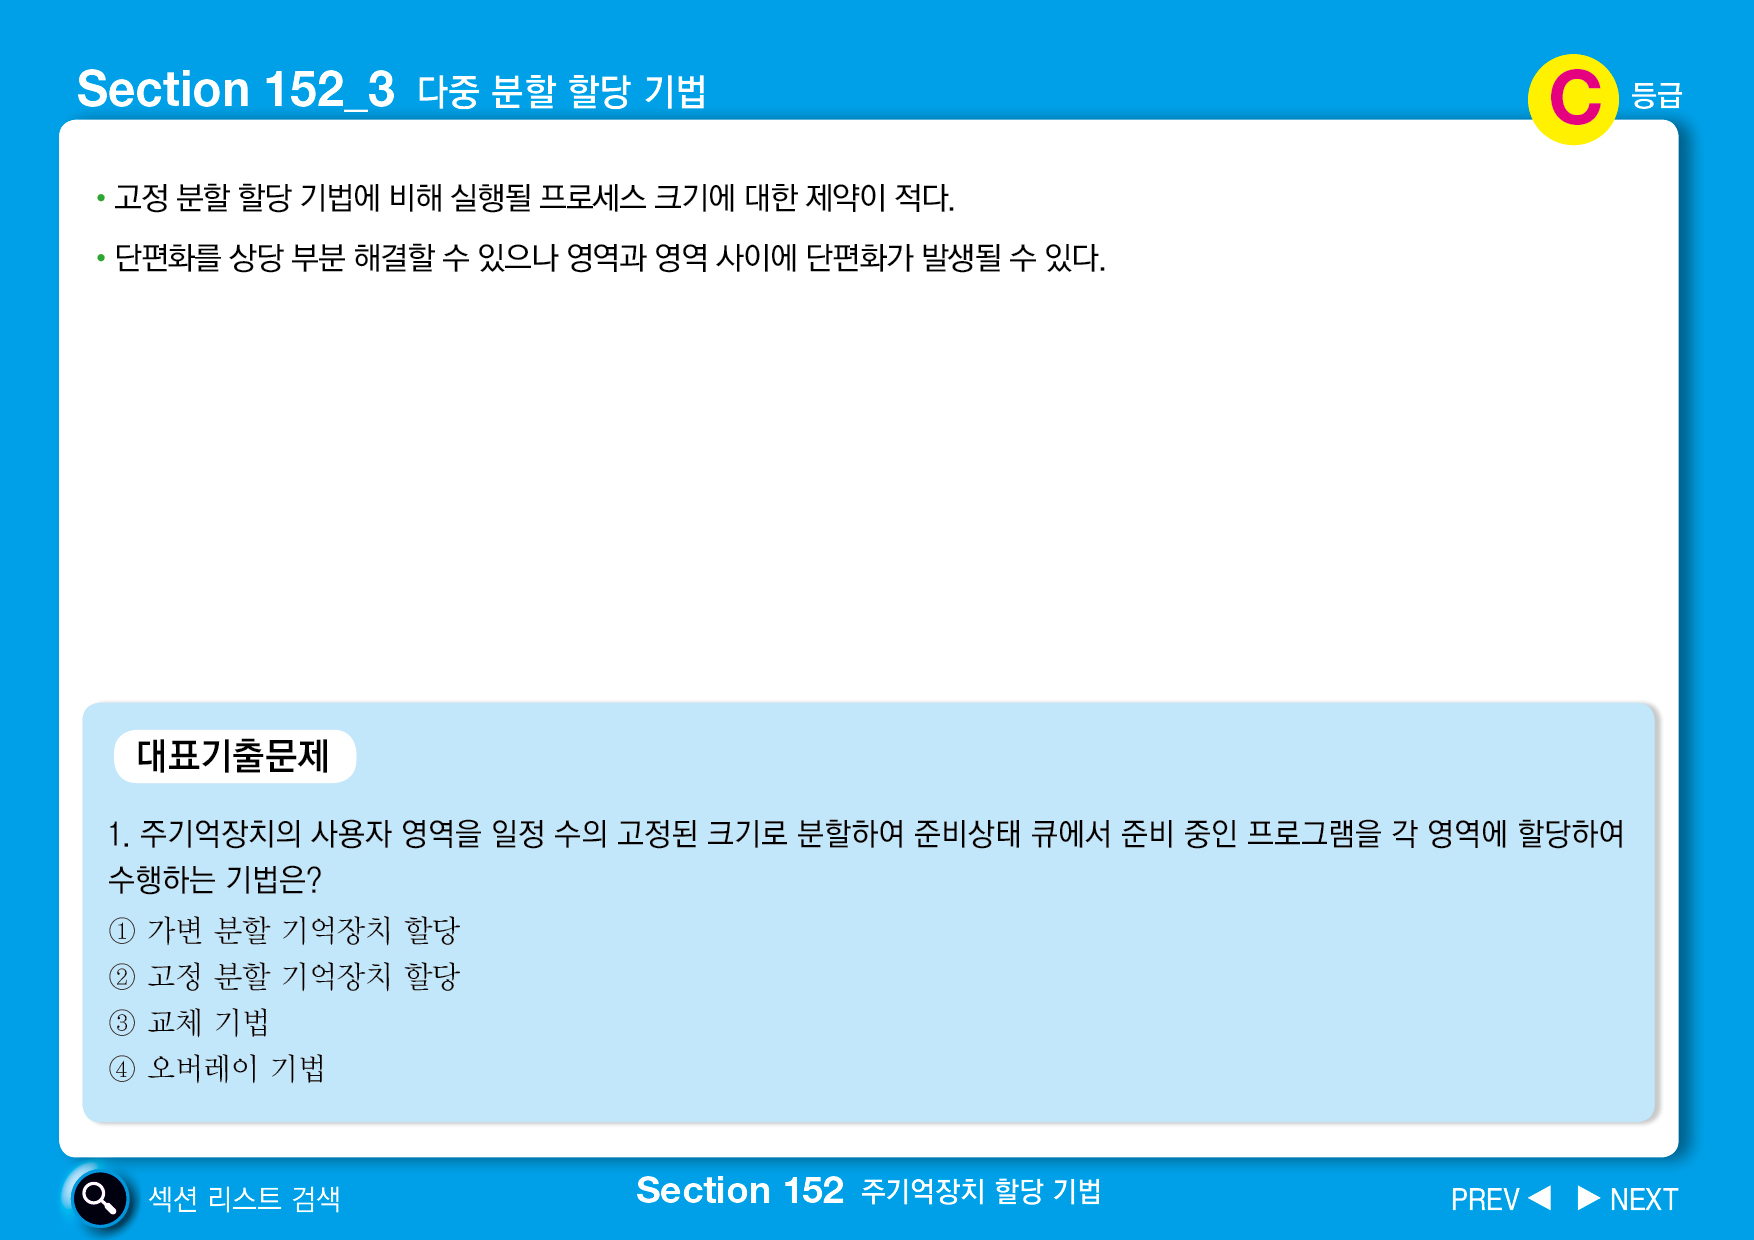 Section 152_3 다중 분할 할당 기법
C 등급
• 고정 분할 할당 기법에 비해 실행될 프로세스 크기에 대한 제약이 적다.
• 단편화를 상당 부분 해결할 수 있으나 영역과 영역 사이에 단편화가 발생될 수 있다.
대표기출문제
1. 주기억장치의 사용자 영역을 일정 수의 고정된 크기로 분할하여 준비상태 큐에서 준비 중인 프로그램을 각 영역에 할당하여
수행하는 기법은?
① 가변 분할 기억장치 할당
② 고정 분할 기억장치 할당
③ 교체 기법
④ 오버레이 기법
섹션 리스트 검색
Section 152 주기억장치 할당 기법
PREV ◀ ▶ NEXT